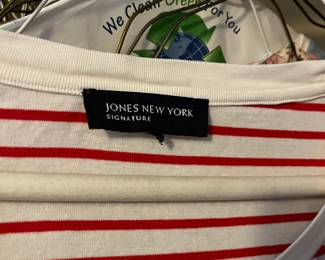 We Clean Green For You
JONES NEW YORK
SIGNATURE